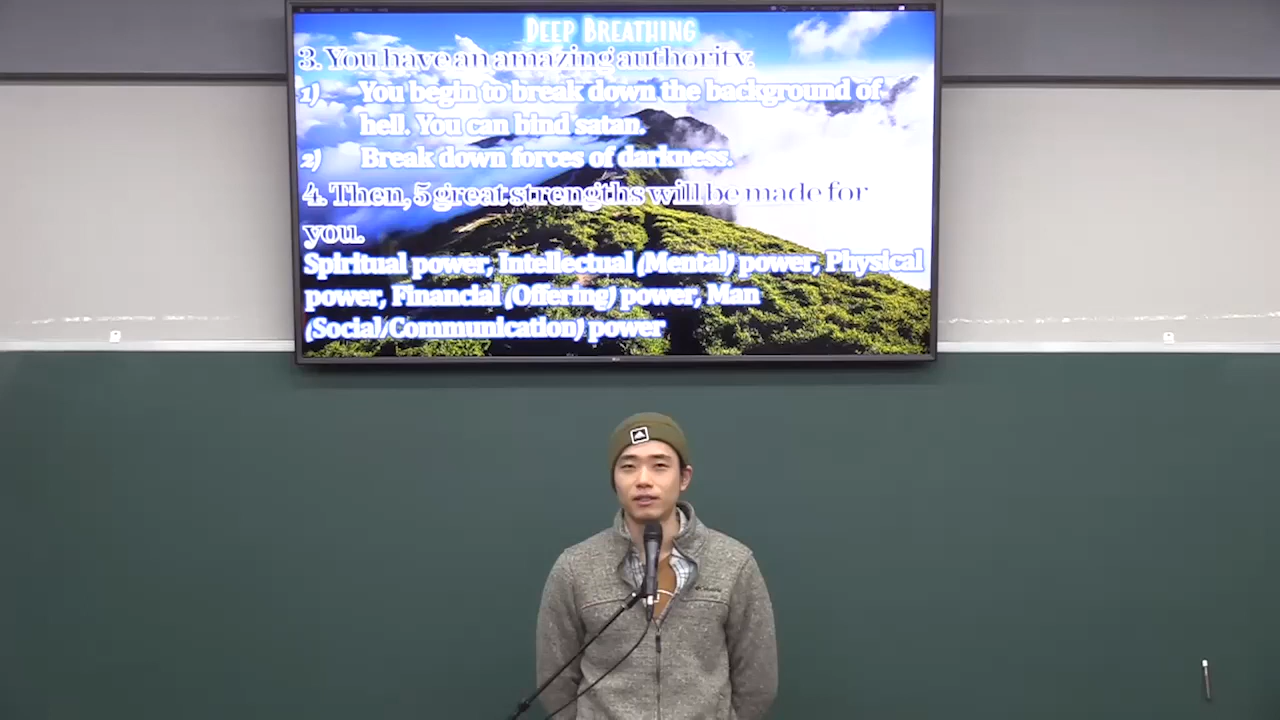 DEEP BREATHING
3. You have an amazing authority.
1) You begin to break down the background of
hell. You can bind satan.
2) Break down forces of darkness.
4. Then, 5 great strengths will be made for
you.
Spiritual power, Intellectual (Mental) power, Physical
power, Financial (Offering) power, Man
(Social/Communication) power
Columbia